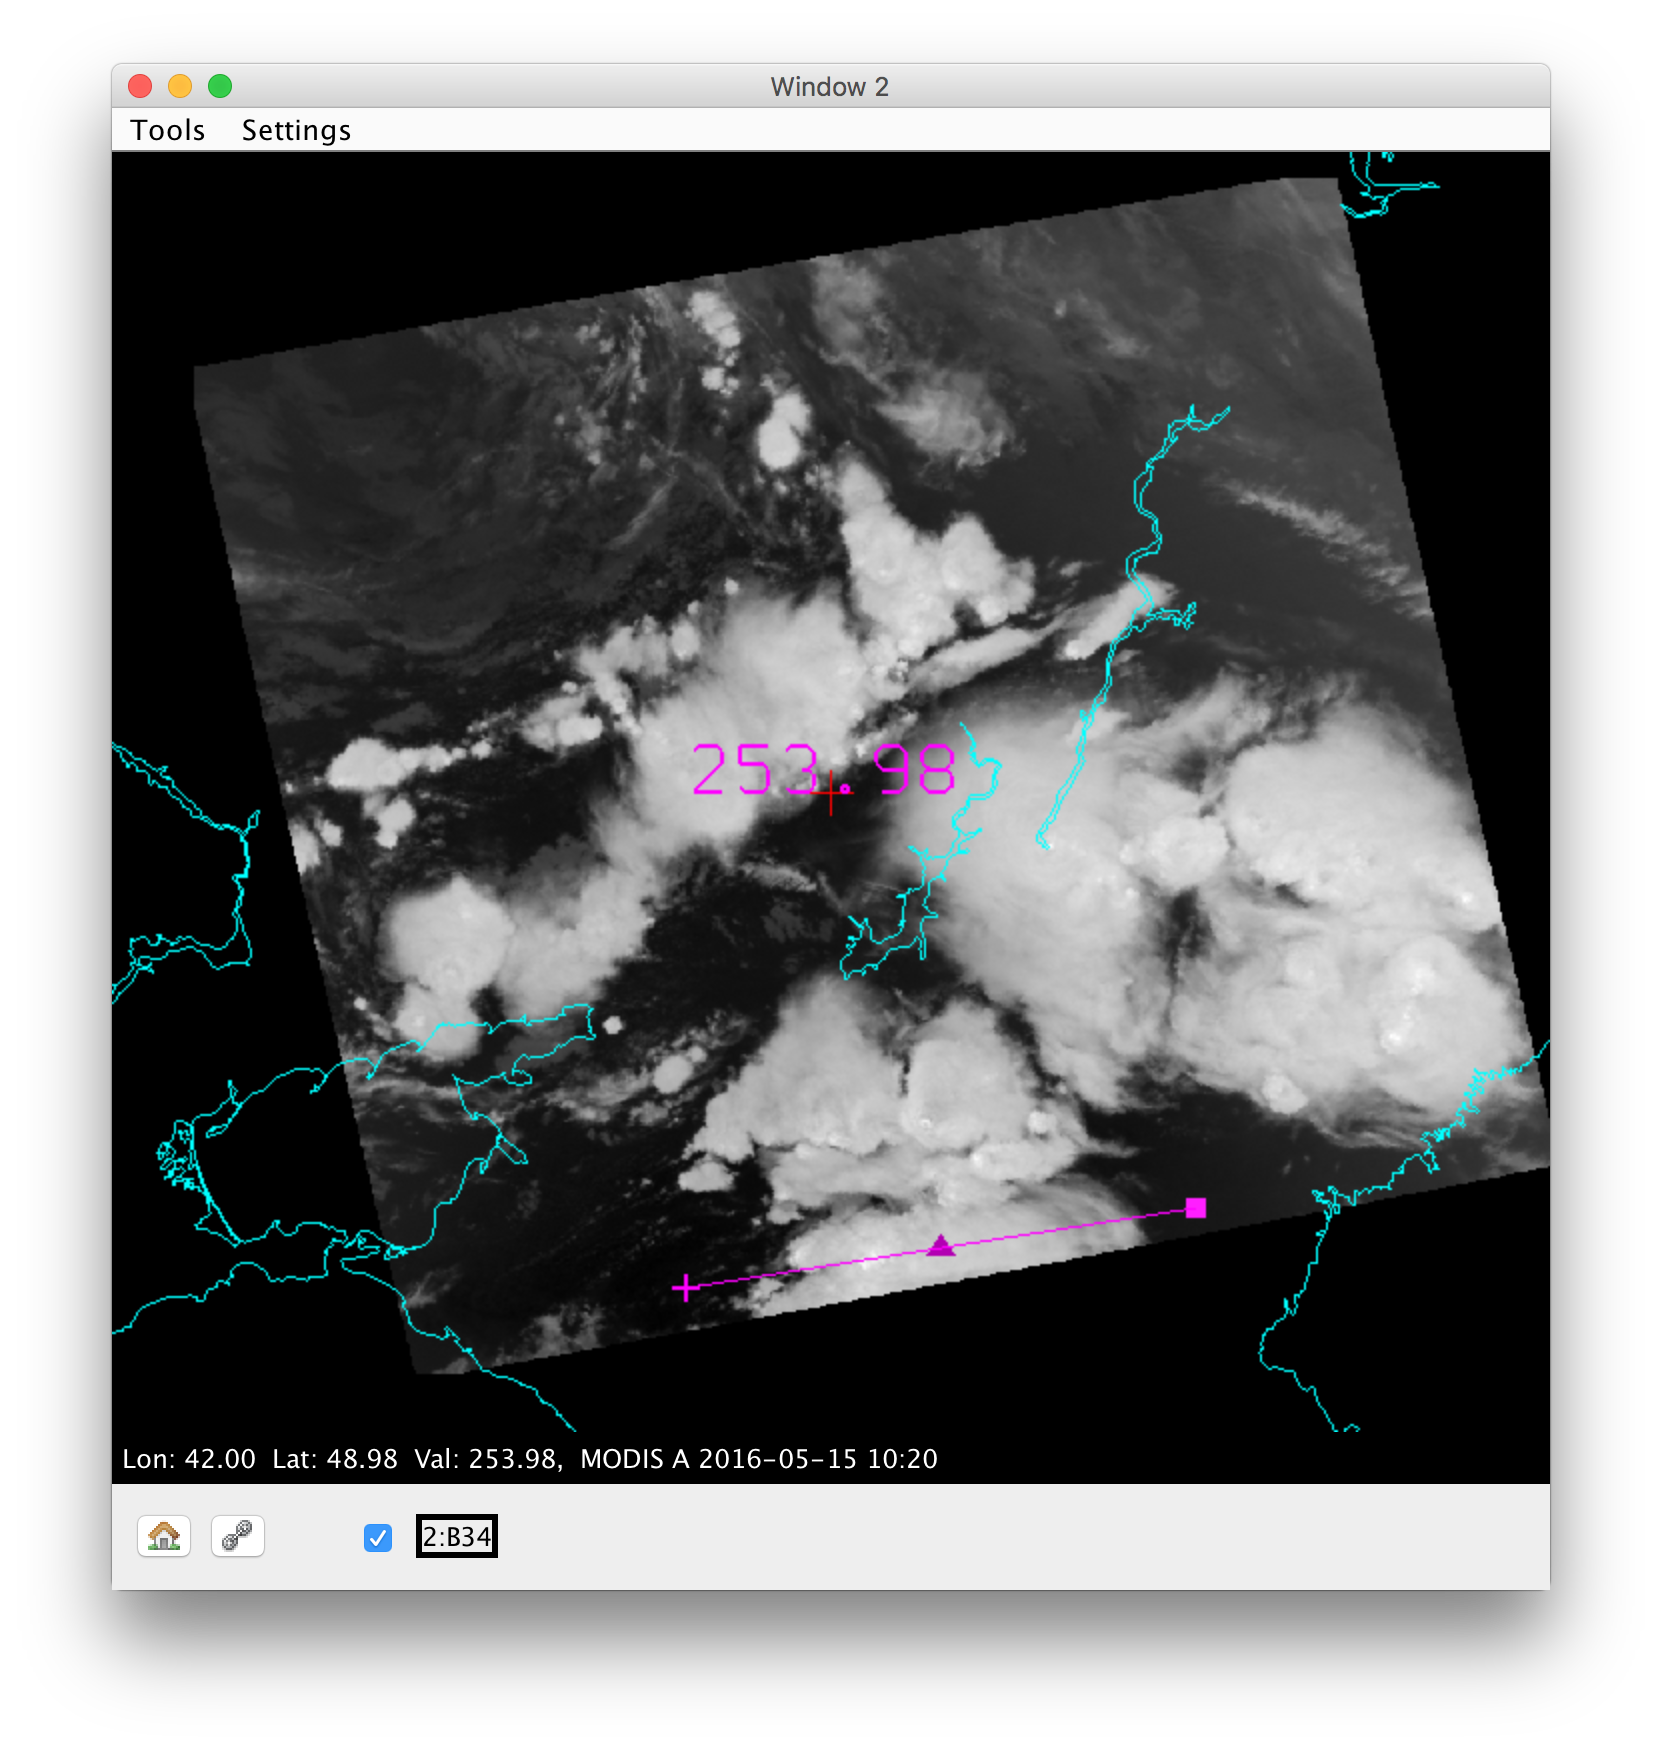 Window 2
Tools Settings
253.98
Lon: 42.00 Lat: 48.98 Val: 253.98, MODIS A 2016-05-15 10:20
2:B34